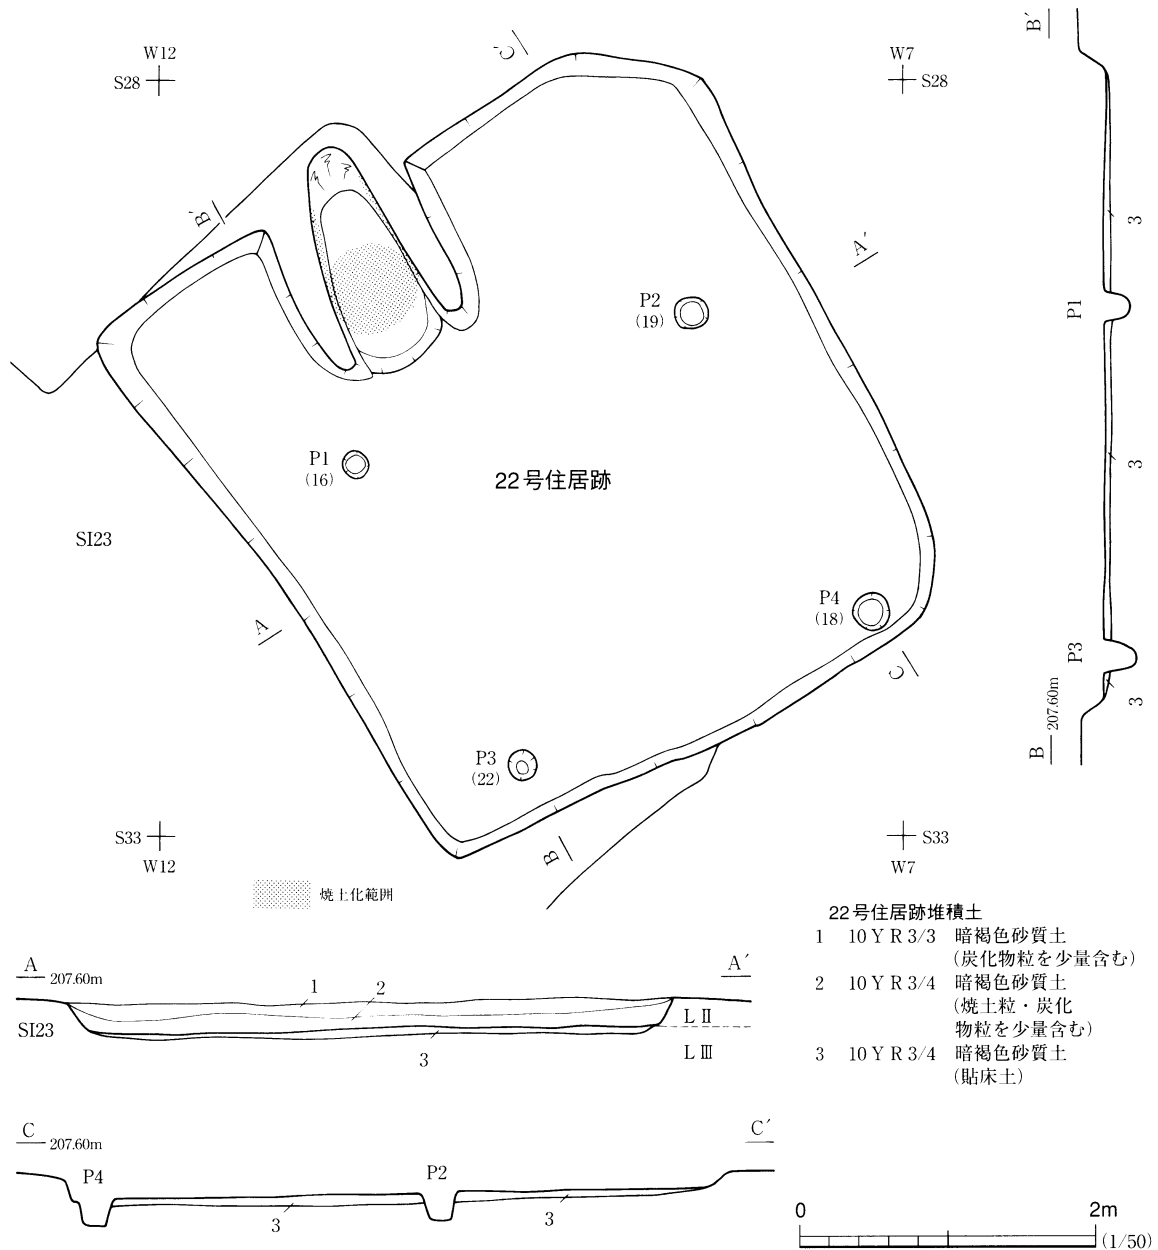 W12
S28
W7
S28
C′
B′
A′
P2
(19)
P1
(16)
22号住居跡
SI23
A
P4
(18)
C
P3
(22)
B
S33
W12
S33
W7
焼土化範囲
B′
3
P1
3
P3
3
B 207.60m
22号住居跡堆積土
1 10YR3/3 暗褐色砂質土
(炭化物粒を少量含む)
2 10YR3/4 暗褐色砂質土
(焼土粒・炭化
物粒を少量含む)
3 10YR3/4 暗褐色砂質土
(貼床土)
A 207.60m
A′
1
2
SI23
LⅡ
LⅢ
3
C 207.60m
C′
P4
P2
3
3
0
2m
(1/50)